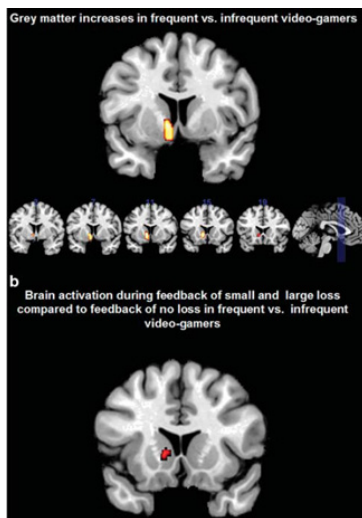 Grey matter increases in frequent vs. infrequent video-gamers
b
Brain activation during feedback of small and large loss
compared to feedback of no loss in frequent vs. infrequent
video-gamers